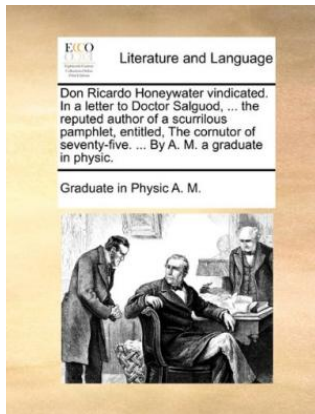 ECCO
Literature and Language
Don Ricardo Honeywater vindicated.
In a letter to Doctor Salguod, ... the
reputed author of a scurrilous
pamphlet, entitled, The cornutor of
seventy-five. ... By A. M. a graduate
in physic.
Graduate in Physic A. M.